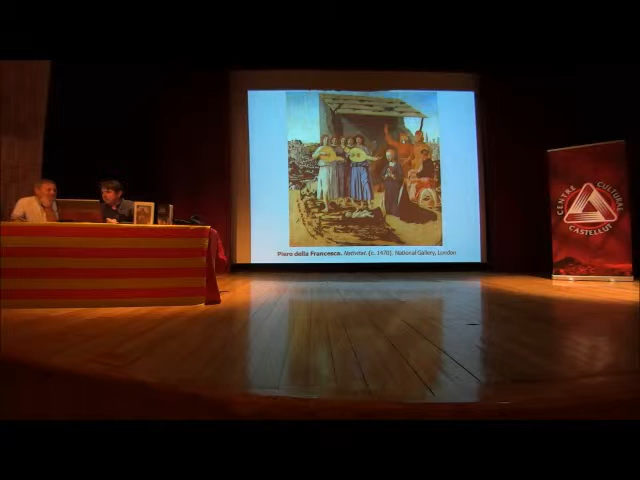 Piero della Francesca. Nativitat. (c. 1470). National Gallery, London
CENTRE CULTURAL
CASTELLUT